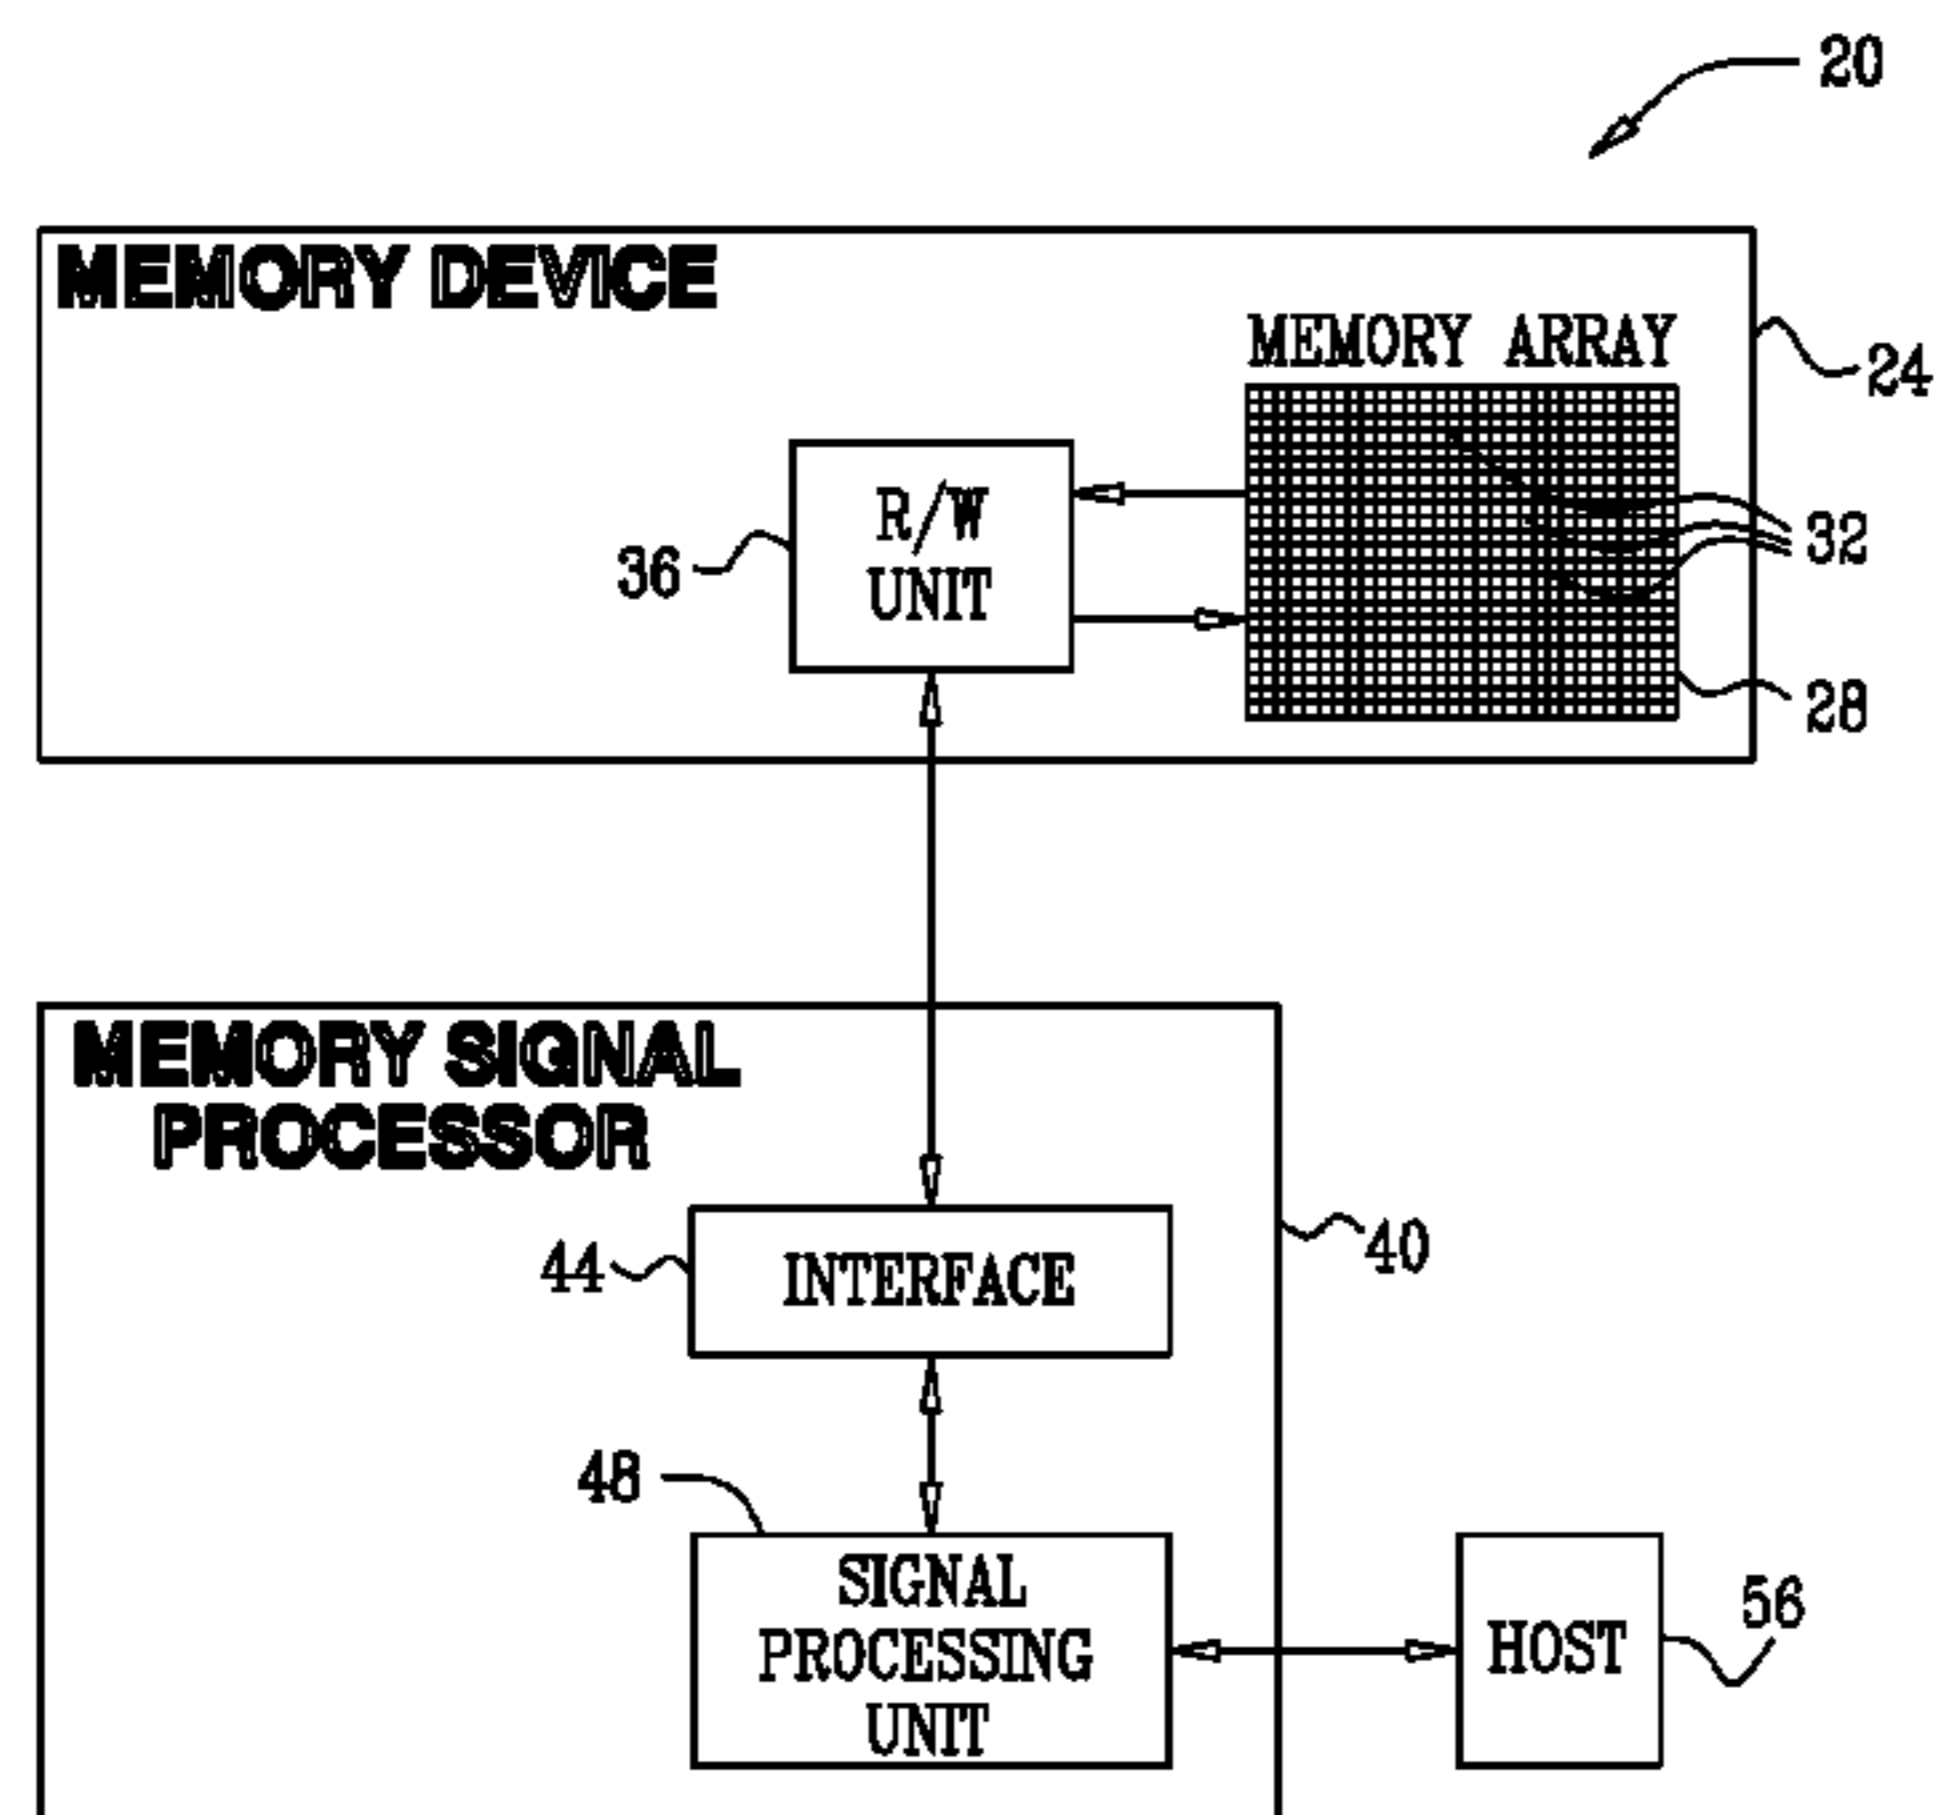 20
MEMORY DEVICE
MEMORY ARRAY
24
R/W
UNIT
36
32
28
MEMORY SIGNAL
PROCESSOR
40
44
INTERFACE
48
SIGNAL
PROCESSING
UNIT
HOST
56